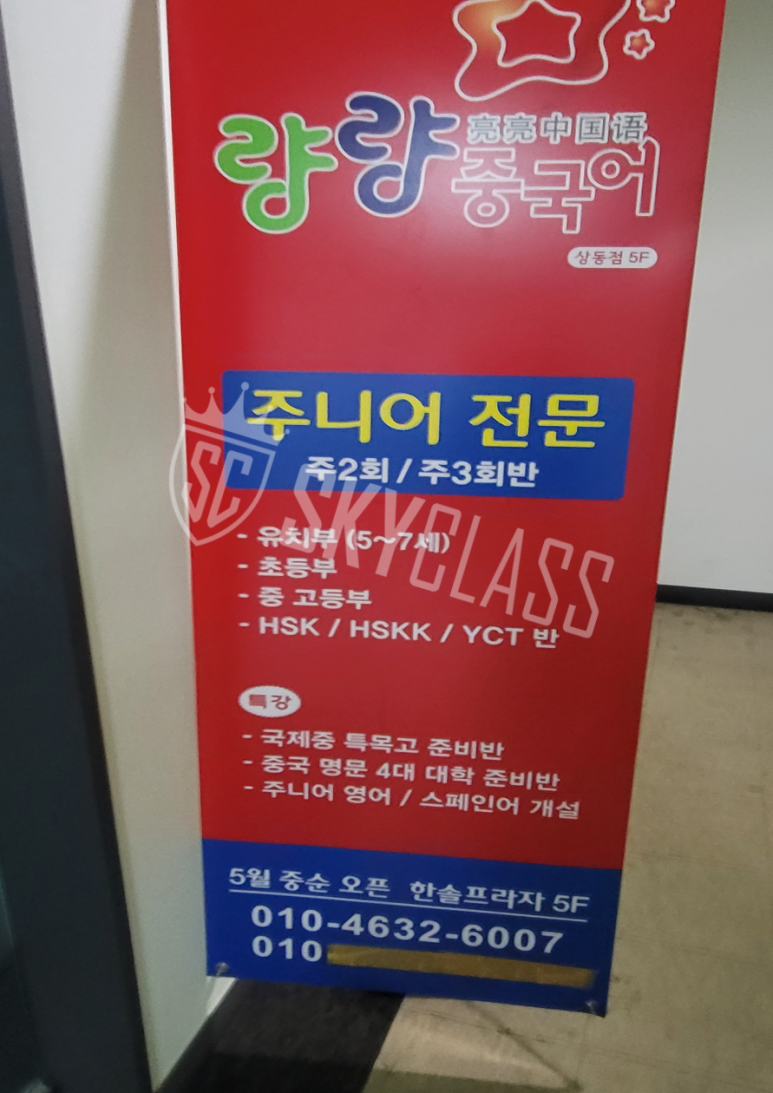 亮亮中国语
량량 중국어
상동점 5F
주니어 전문
주2회 / 주3회반
- 유치부 (5~7세)
- 초등부
- 중 고등부
- HSK / HSKK / YCT 반
SC SKYCLASS
특강
- 국제중 특목고 준비반
- 중국 명문 4대 대학 준비반
- 주니어 영어 / 스페인어 개설
5월 중순 오픈 한솔프라자 5F
010-4632-6007
010